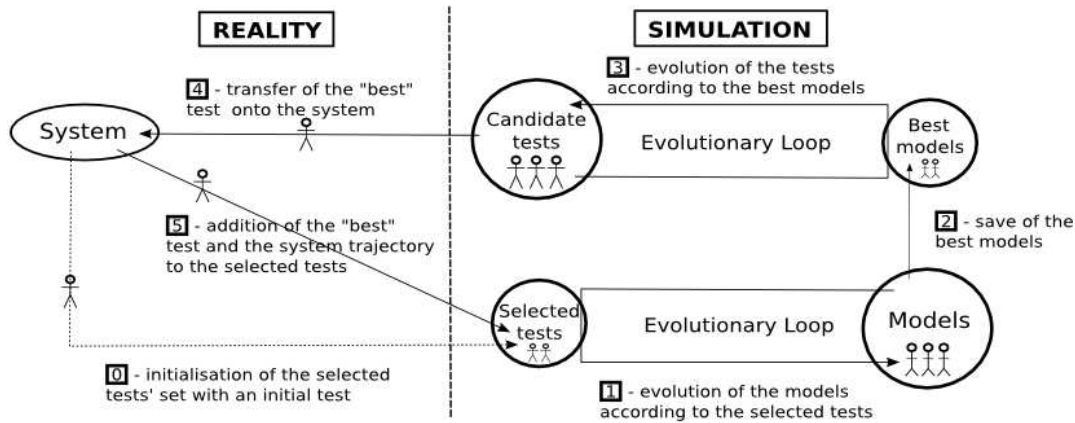 REALITY
SIMULATION
4 - transfer of the "best"
test onto the system
3 - evolution of the tests
according to the best models
System
Candidate
tests
Evolutionary Loop
Best
models
5 - addition of the "best"
test and the system trajectory
to the selected tests
2 - save of the
best models
Selected
tests
Evolutionary Loop
Models
0 - initialisation of the selected
tests' set with an initial test
1 - evolution of the models
according to the selected tests